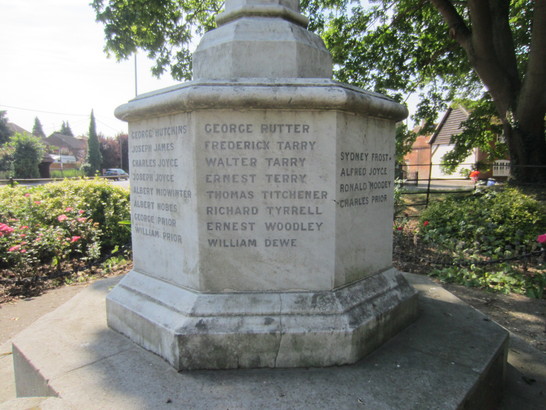 GEORGE HUTCHINS
JOSEPH JAMES
CHARLES JOYCE
JOSEPH JOYCE
ALBERT MIDWINTER
ALBERT NOBES
GEORGE PRIOR
WILLIAM PRIOR
GEORGE RUTTER
FREDERICK TARRY
WALTER TARRY
ERNEST TERRY
THOMAS TITCHENER
RICHARD TYRRELL
ERNEST WOODLEY
WILLIAM DEWE
SYDNEY FROST
ALFRED JOYCE
RONALD MOODEY
CHARLES PRIOR